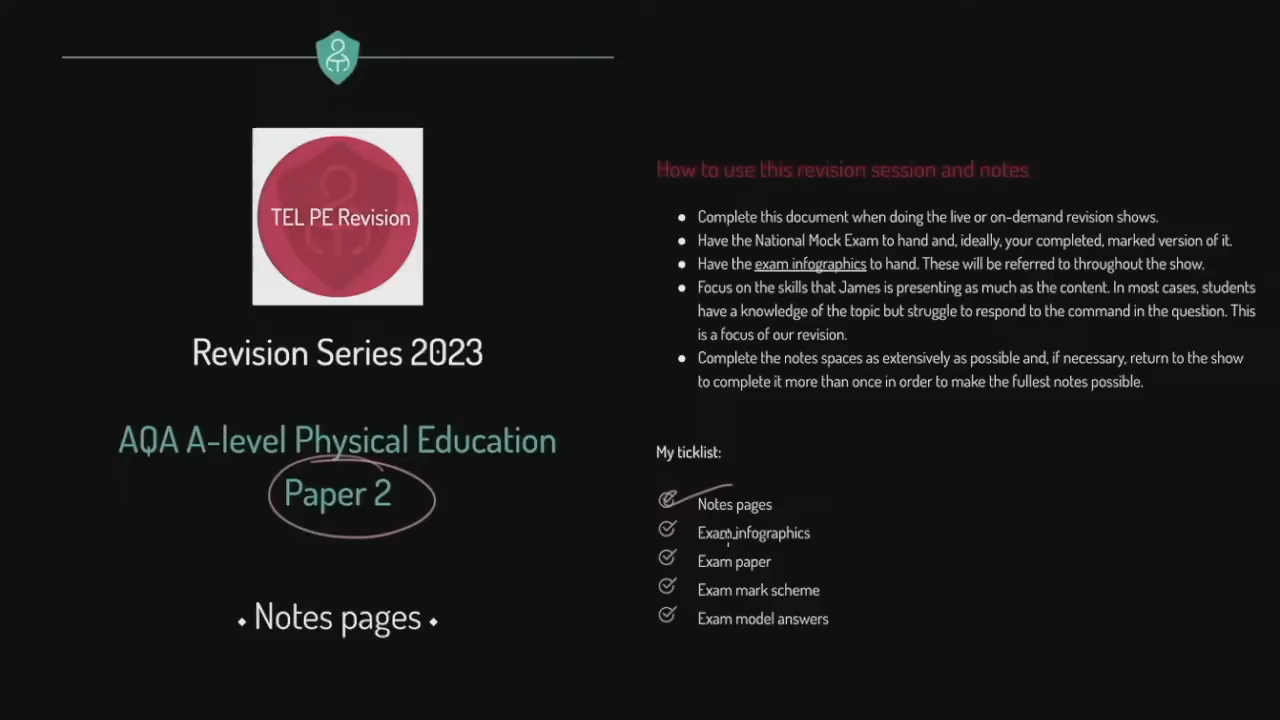 TEL PE Revision
Revision Series 2023
AQA A-level Physical Education
Paper 2
• Notes pages •
How to use this revision session and notes
● Complete this document when doing the live or on-demand revision shows.
● Have the National Mock Exam to hand and, ideally, your completed, marked version of it.
● Have the exam infographics to hand. These will be referred to throughout the show.
● Focus on the skills that James is presenting as much as the content. In most cases, students
have a knowledge of the topic but struggle to respond to the command in the question. This
is a focus of our revision.
● Complete the notes spaces as extensively as possible and, if necessary, return to the show
to complete it more than once in order to make the fullest notes possible.
My ticklist:
Notes pages
Exam infographics
Exam paper
Exam mark scheme
Exam model answers